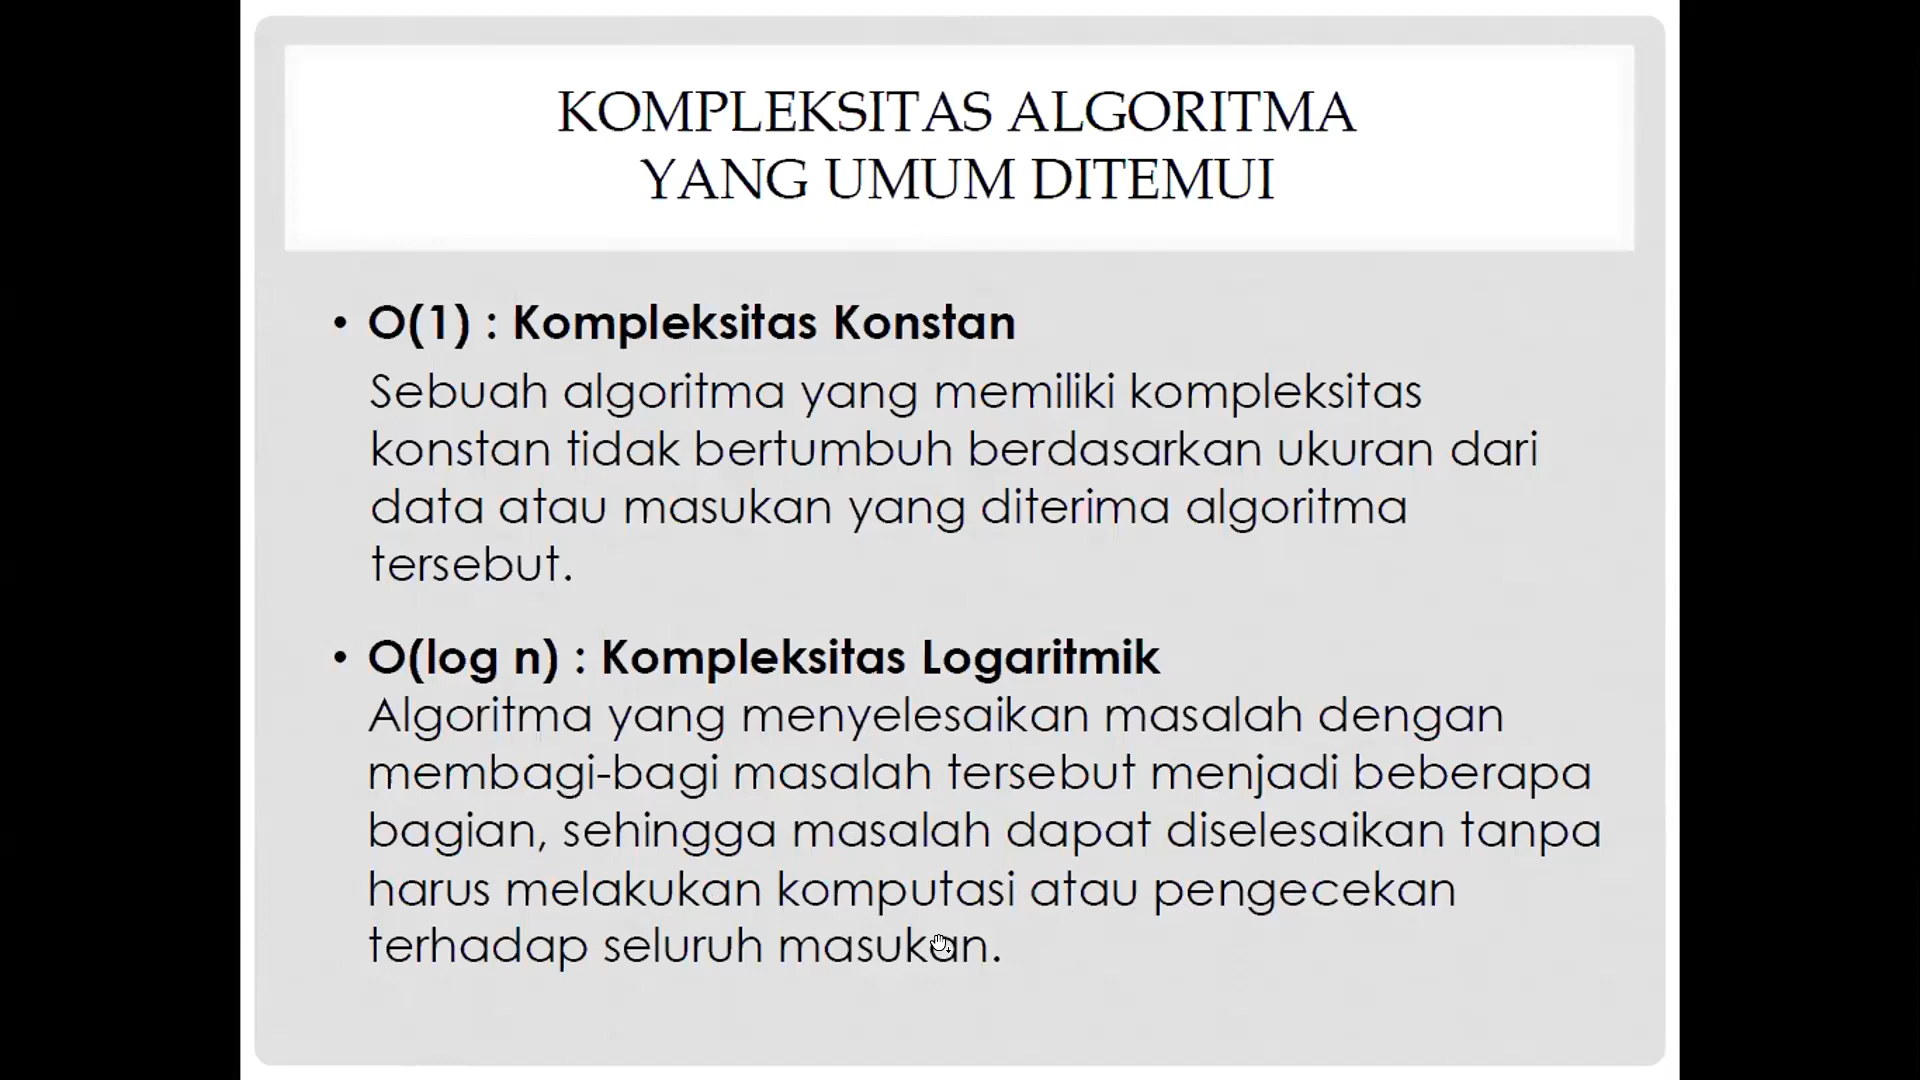 KOMPLEKSITAS ALGORITMA
YANG UMUM DITEMUI
• O(1) : Kompleksitas Konstan
Sebuah algoritma yang memiliki kompleksitas
konstan tidak bertumbuh berdasarkan ukuran dari
data atau masukan yang diterima algoritma
tersebut.
• O(log n) : Kompleksitas Logaritmik
Algoritma yang menyelesaikan masalah dengan
membagi-bagi masalah tersebut menjadi beberapa
bagian, sehingga masalah dapat diselesaikan tanpa
harus melakukan komputasi atau pengecekan
terhadap seluruh masukan.